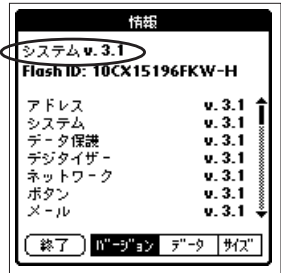 情報
システム v. 3.1
Flash ID: 10CX15196FKW-H
アドレス v. 3.1
システム v. 3.1
データ保護 v. 3.1
デジタイザー v. 3.1
ネットワーク v. 3.1
ボタン v. 3.1
メール v. 3.1
終了 バージョン データ サイズ